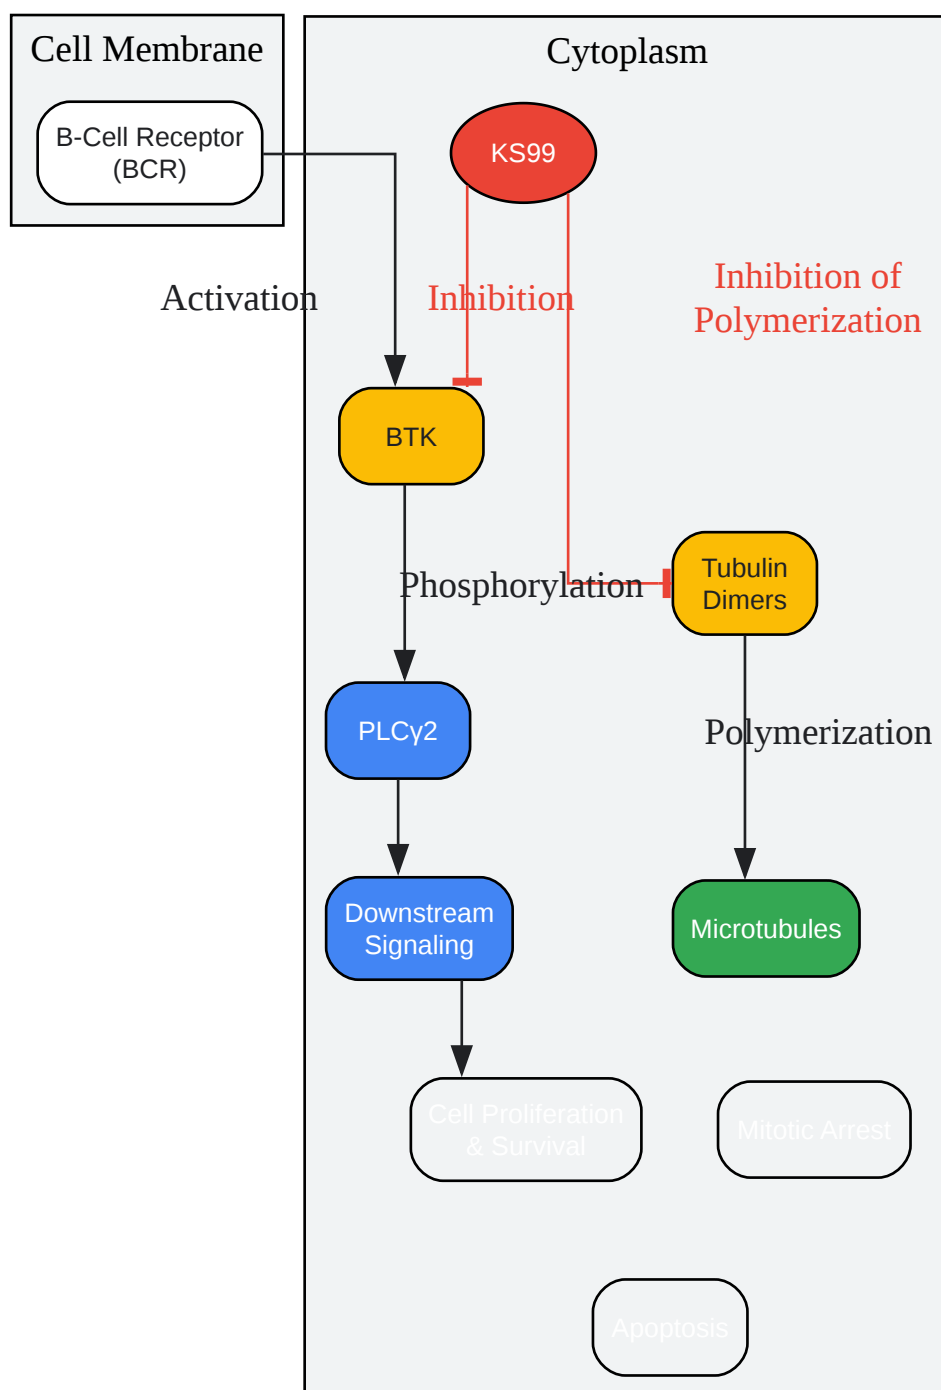 Cell Membrane
Cytoplasm
B-Cell Receptor
(BCR)
KS99
Activation
Inhibition
Inhibition of
Polymerization
BTK
Phosphorylation
Tubulin
Dimers
PLCγ2
Polymerization
Downstream
Signaling
Microtubules
Cell Proliferation
& Survival
Mitotic Arrest
Apoptosis